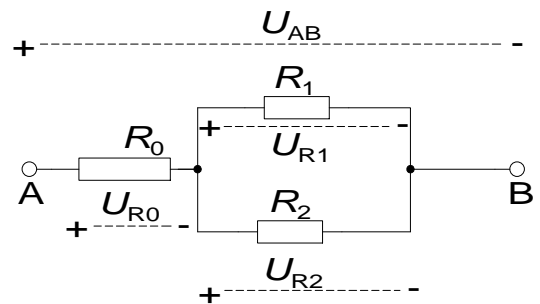 U_AB
+ -
R_1
+ -
R_0 U_R1
A B
U_R0 R_2
+ -
U_R2
+ -